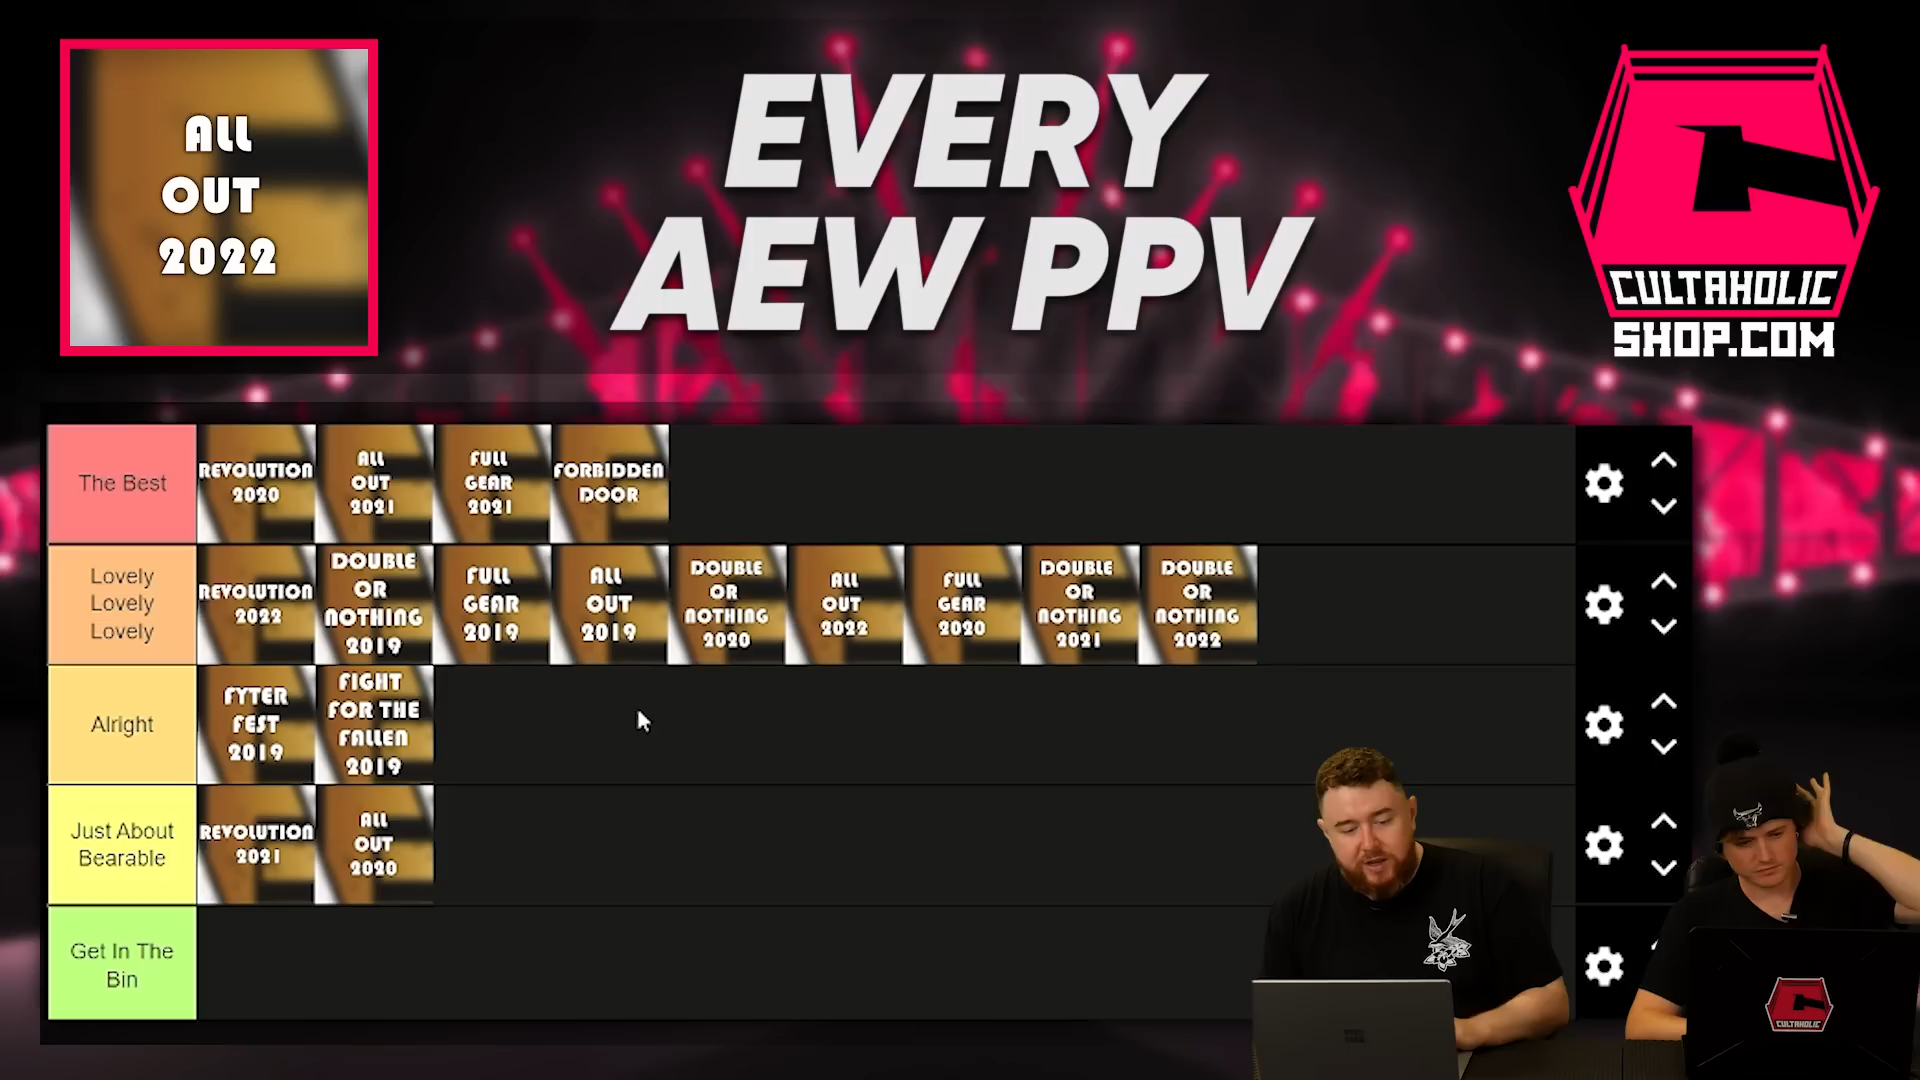 ALL
OUT
2022
EVERY
AEW PPV
CULTAHOLIC
SHOP.COM
The Best
REVOLUTION
2020
ALL
OUT
2021
FULL
GEAR
2021
FORBIDDEN
DOOR
Lovely
Lovely
Lovely
REVOLUTION
2022
DOUBLE
OR
NOTHING
2019
FULL
GEAR
2019
ALL
OUT
2019
DOUBLE
OR
NOTHING
2020
ALL
OUT
2022
FULL
GEAR
2020
DOUBLE
OR
NOTHING
2021
DOUBLE
OR
NOTHING
2022
Alright
FYTER
FEST
2019
FIGHT
FOR THE
FALLEN
2019
Just About
Bearable
REVOLUTION
2021
ALL
OUT
2020
Get In The
Bin
CULTAHOLIC